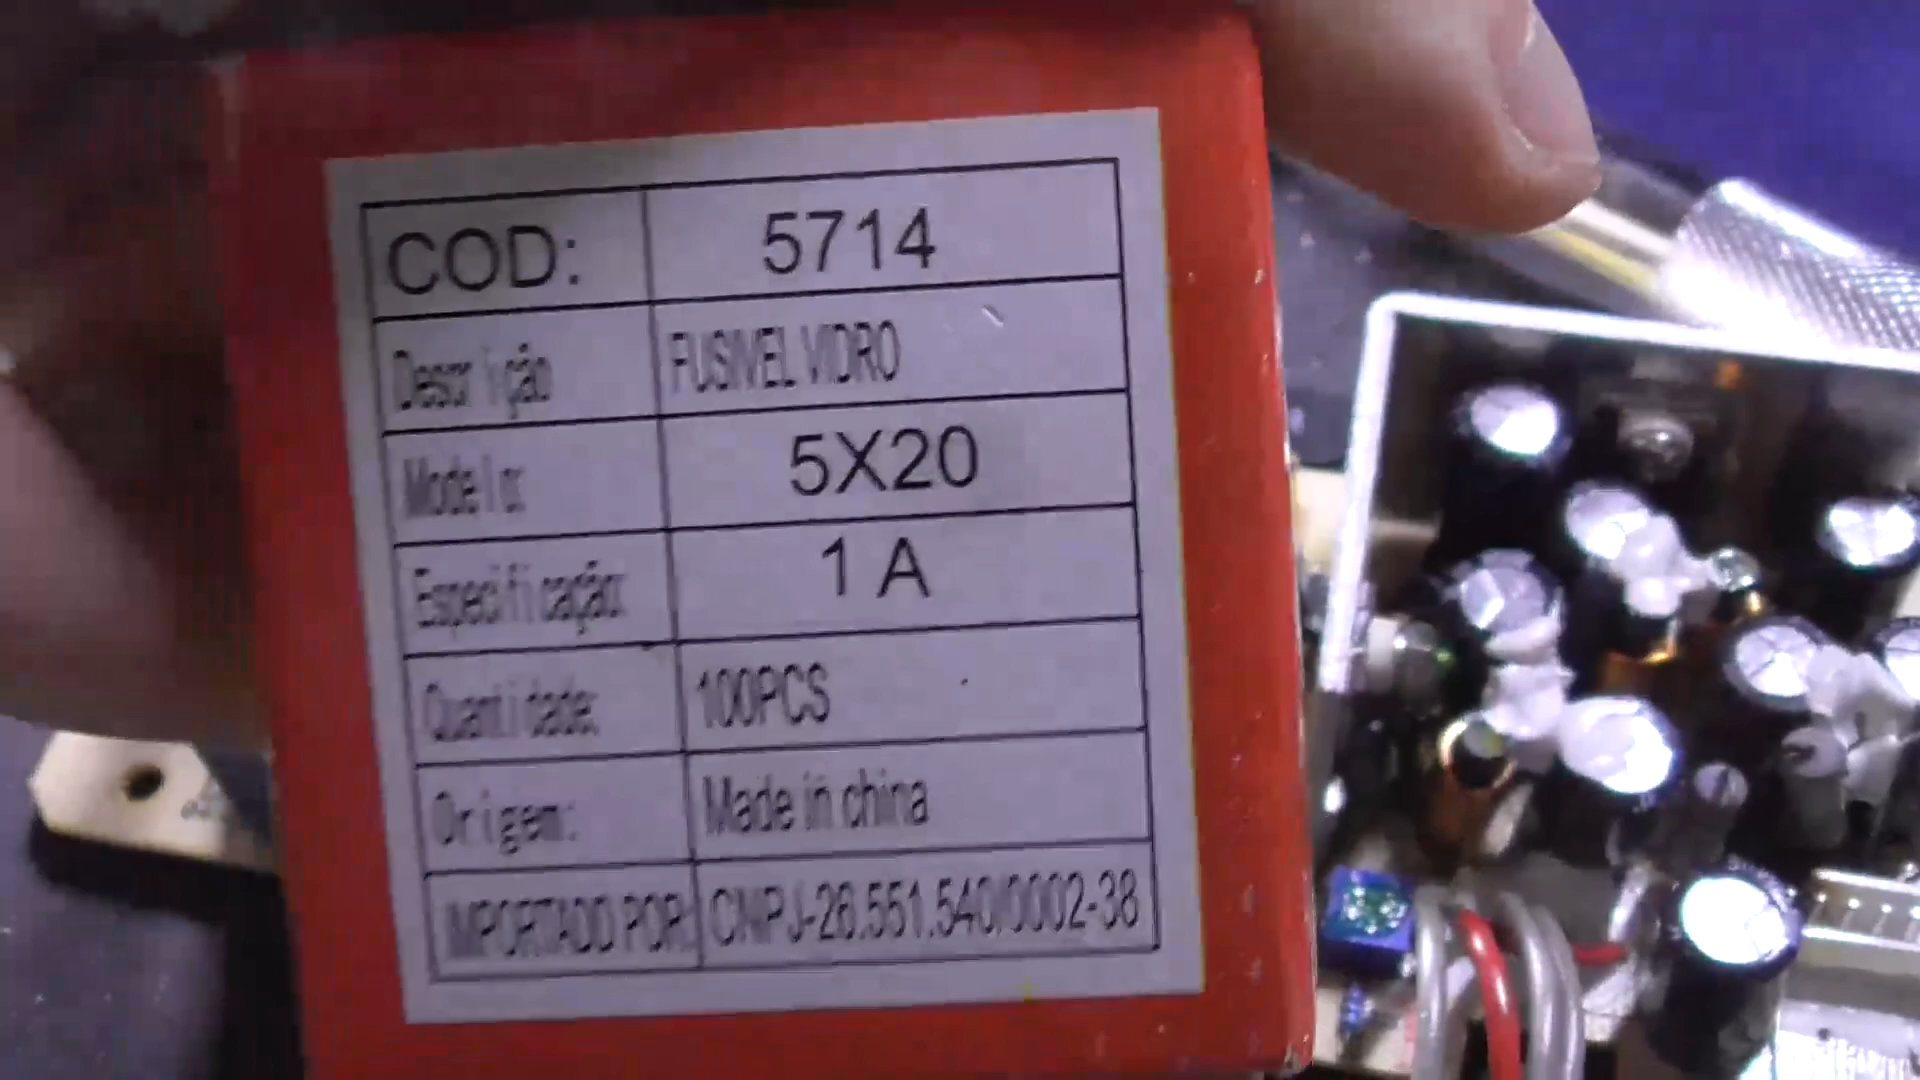 COD: 5714
Descrição FUSIVEL VIDRO
Modelo: 5X20
Especificação: 1 A
Quantidade: 100PCS
Origem: Made in china
IMPORTADO POR: CNPJ-26.551.540/0002-38